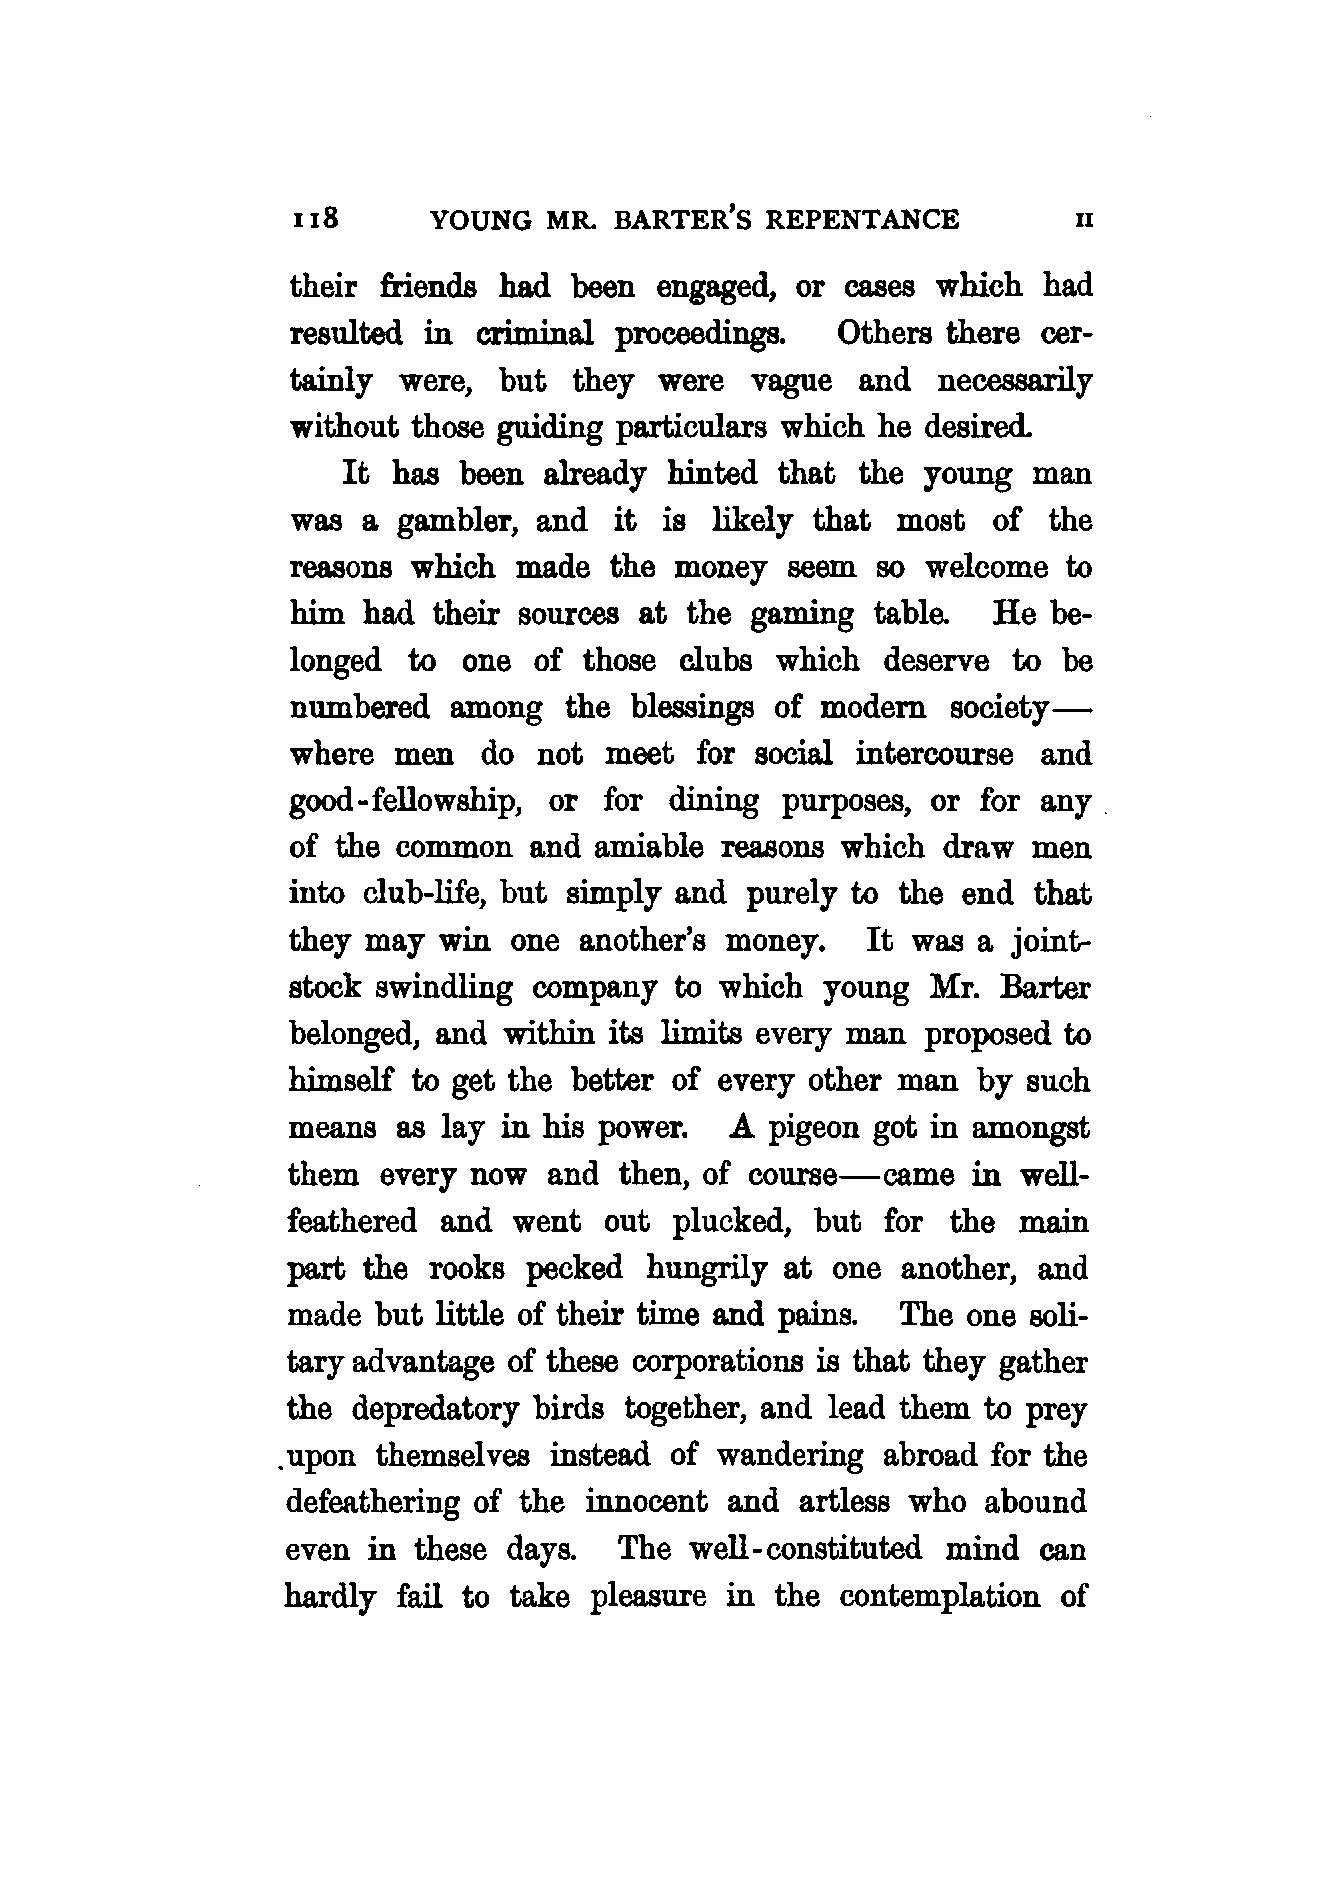 118 YOUNG MR. BARTER'S REPENTANCE II
their friends had been engaged, or cases which had
resulted in criminal proceedings. Others there cer-
tainly were, but they were vague and necessarily
without those guiding particulars which he desired.
It has been already hinted that the young man
was a gambler, and it is likely that most of the
reasons which made the money seem so welcome to
him had their sources at the gaming table. He be-
longed to one of those clubs which deserve to be
numbered among the blessings of modern society—
where men do not meet for social intercourse and
good-fellowship, or for dining purposes, or for any
of the common and amiable reasons which draw men
into club-life, but simply and purely to the end that
they may win one another's money. It was a joint-
stock swindling company to which young Mr. Barter
belonged, and within its limits every man proposed to
himself to get the better of every other man by such
means as lay in his power. A pigeon got in amongst
them every now and then, of course—came in well-
feathered and went out plucked, but for the main
part the rooks pecked hungrily at one another, and
made but little of their time and pains. The one soli-
tary advantage of these corporations is that they gather
the depredatory birds together, and lead them to prey
upon themselves instead of wandering abroad for the
defeathering of the innocent and artless who abound
even in these days. The well-constituted mind can
hardly fail to take pleasure in the contemplation of